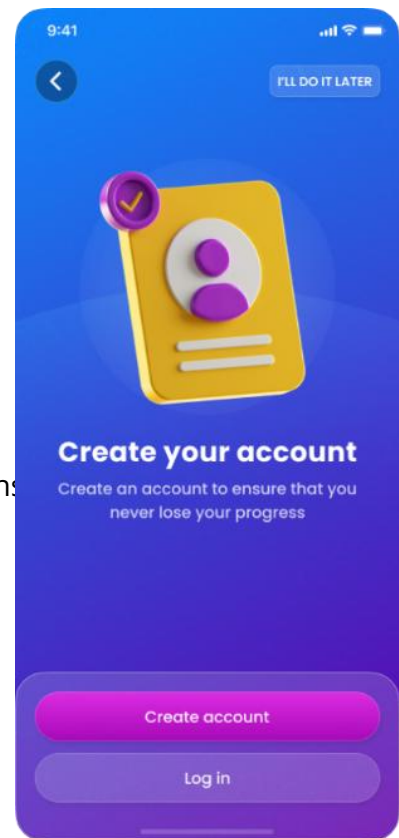 9:41
I'LL DO IT LATER
Create your account
Create an account to ensure that you
never lose your progress
Create account
Log in